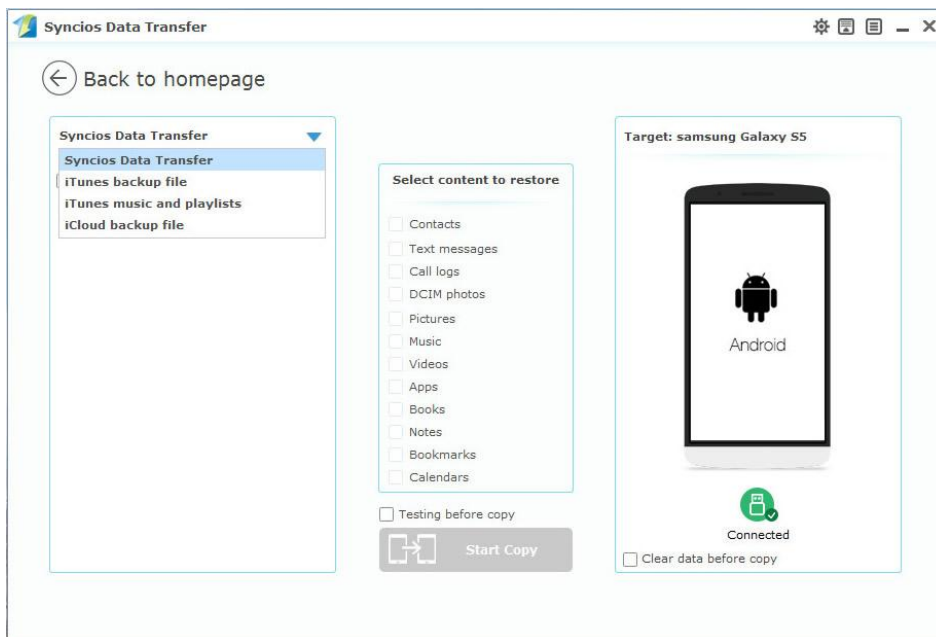 Syncios Data Transfer
Back to homepage
Syncios Data Transfer
Syncios Data Transfer
iTunes backup file
iTunes music and playlists
iCloud backup file
Select content to restore
Contacts
Text messages
Call logs
DCIM photos
Pictures
Music
Videos
Apps
Books
Notes
Bookmarks
Calendars
Testing before copy
Start Copy
Target: samsung Galaxy S5
Android
Connected
Clear data before copy